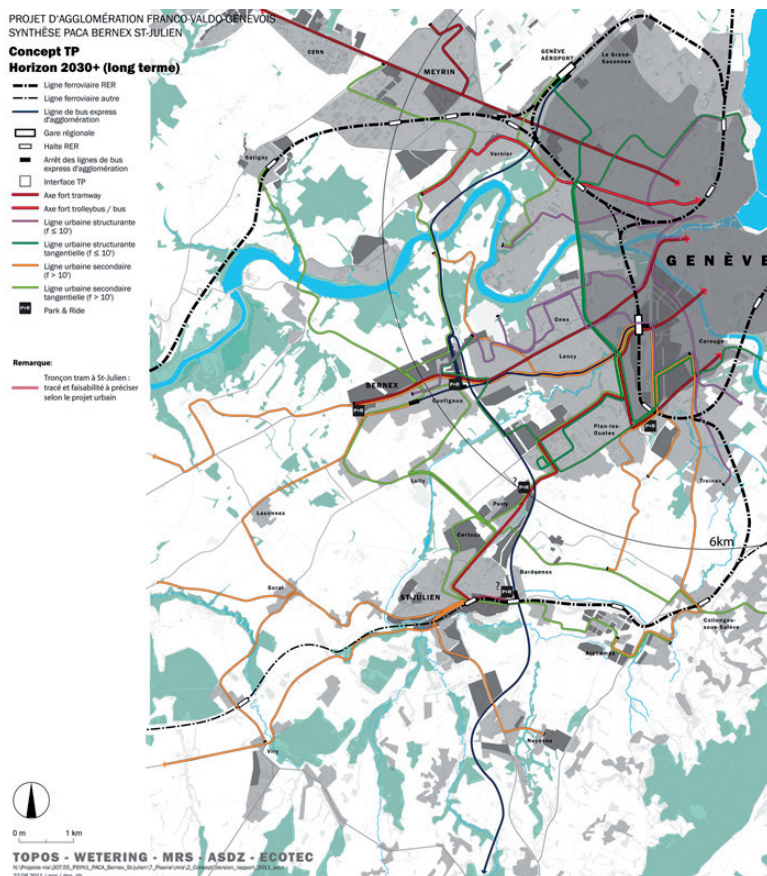 PROJET D'AGGLOMÉRATION FRANCO-VALDO-GENEVOIS
SYNTHÈSE PACA BERNEX ST-JULIEN
Concept TP
Horizon 2030+ (long terme)
Ligne ferroviaire RER
Ligne ferroviaire autre
Ligne de bus express
d'agglomération
Gare régionale
Halte RER
Arrêt des lignes de bus
express d'agglomération
Interface TP
Axe fort tramway
Axe fort trolleybus / bus
Ligne urbaine structurante
(f ≤ 10')
Ligne urbaine structurante
tangentielle (f ≤ 10')
Ligne urbaine secondaire
(f > 10')
Ligne urbaine secondaire
tangentielle (f > 10')
P+R
Park & Ride
Remarque:
Tronçon tram à St-Julien :
tracé et faisabilité à préciser
selon le projet urbain
CERN
MEYRIN
GENÈVE
AÉROPORT
Le Grand-
Saconnex
Satigny
Vernier
GENÈVE
Onex
Lancy
Carouge
BERNEX
P+R
Confignon
P+R
Plan-les-
Ouates
P+R
Troinex
Laconnex
Lully
?
P+R
Perly
Certoux
6km
Bardonnex
Soral
ST-JULIEN
?
P+R
Collonges-
sous-Salève
Archamps
Viry
Neydens
0 m
1 km
TOPOS - WETERING - MRS - ASDZ - ECOTEC